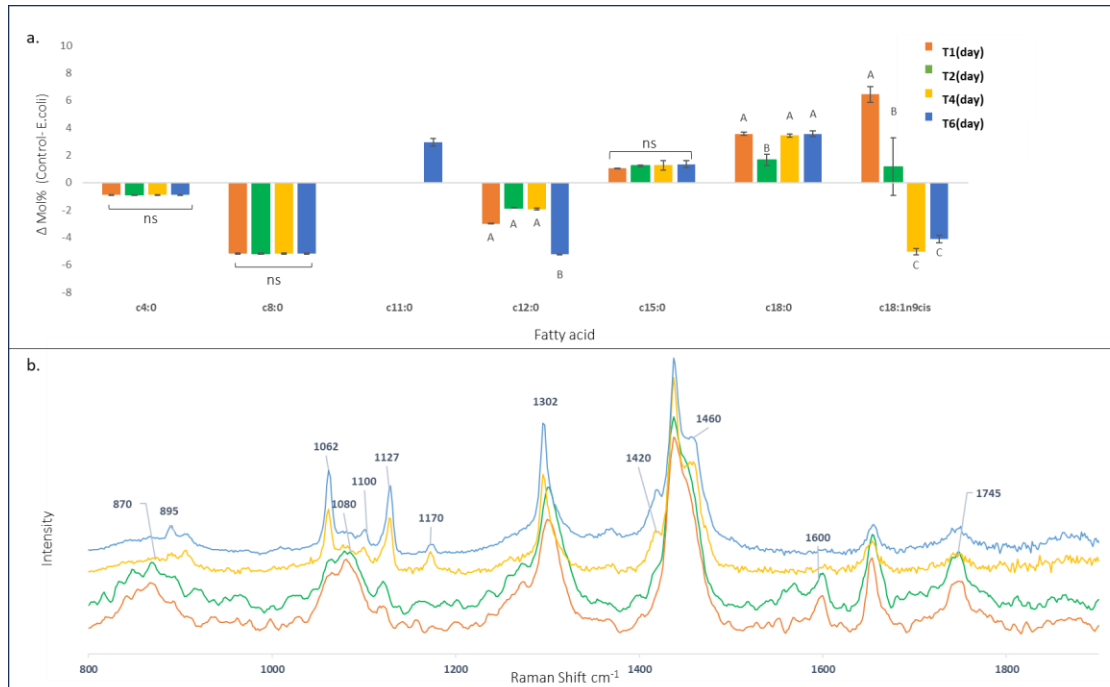 a.
Δ Mol% (Control- E.coli)
10
8
6
4
2
0
-2
-4
-6
-8
T1(day)
T2(day)
T4(day)
T6(day)
ns
ns
A
A
A
B
ns
A
B
A
A
A
B
C
C
c4:0
c8:0
c11:0
c12:0
c15:0
c18:0
c18:1n9cis
Fatty acid
b.
Intensity
870
895
1062
1080
1100
1127
1170
1302
1420
1460
1600
1745
800
1000
1200
1400
1600
1800
Raman Shift cm⁻¹